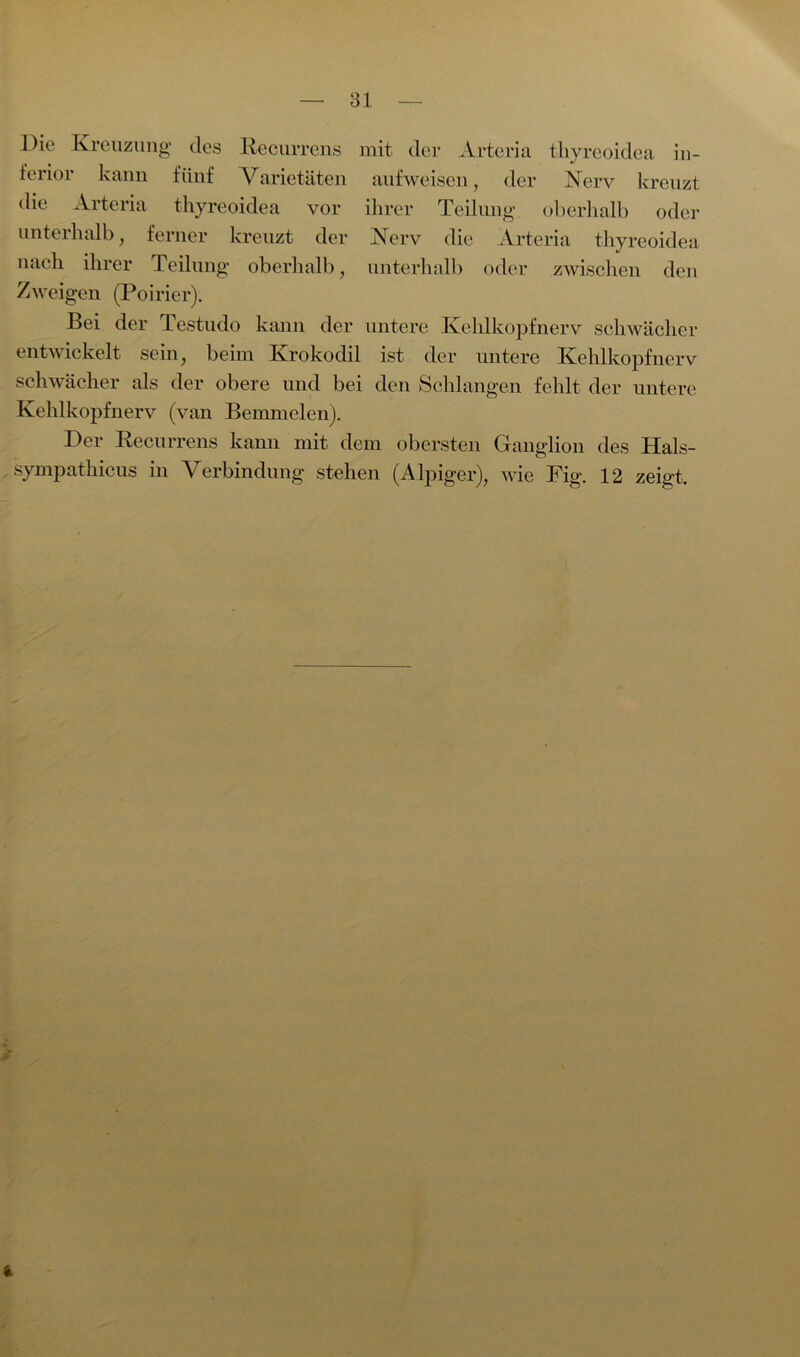 — 31 —
Die Kreuzung des Recurrens mit der Arteria thyreoidea in-
ferior kann fünf Varietäten aufweisen, der Nerv kreuzt
die Arteria thyreoidea vor ihrer Teilung oberhalb oder
unterhalb, ferner kreuzt der Nerv die Arteria thyreoidea
nach ihrer Teilung oberhalb, unterhalb oder zwischen den
Zweigen (Poirier).
Bei der Testudo kann der untere Kehlkopfnerv schwächer
entwickelt sein, beim Krokodil ist der untere Kehlkopfnerv
schwächer als der obere und bei den Schlangen fehlt der untere
Kehlkopfnerv (van Bemmelen).
Der Recurrens kann mit dem obersten Ganglion des Hals-
sympathicus in Verbindung stehen (Alpiger), wie Fig. 12 zeigt.